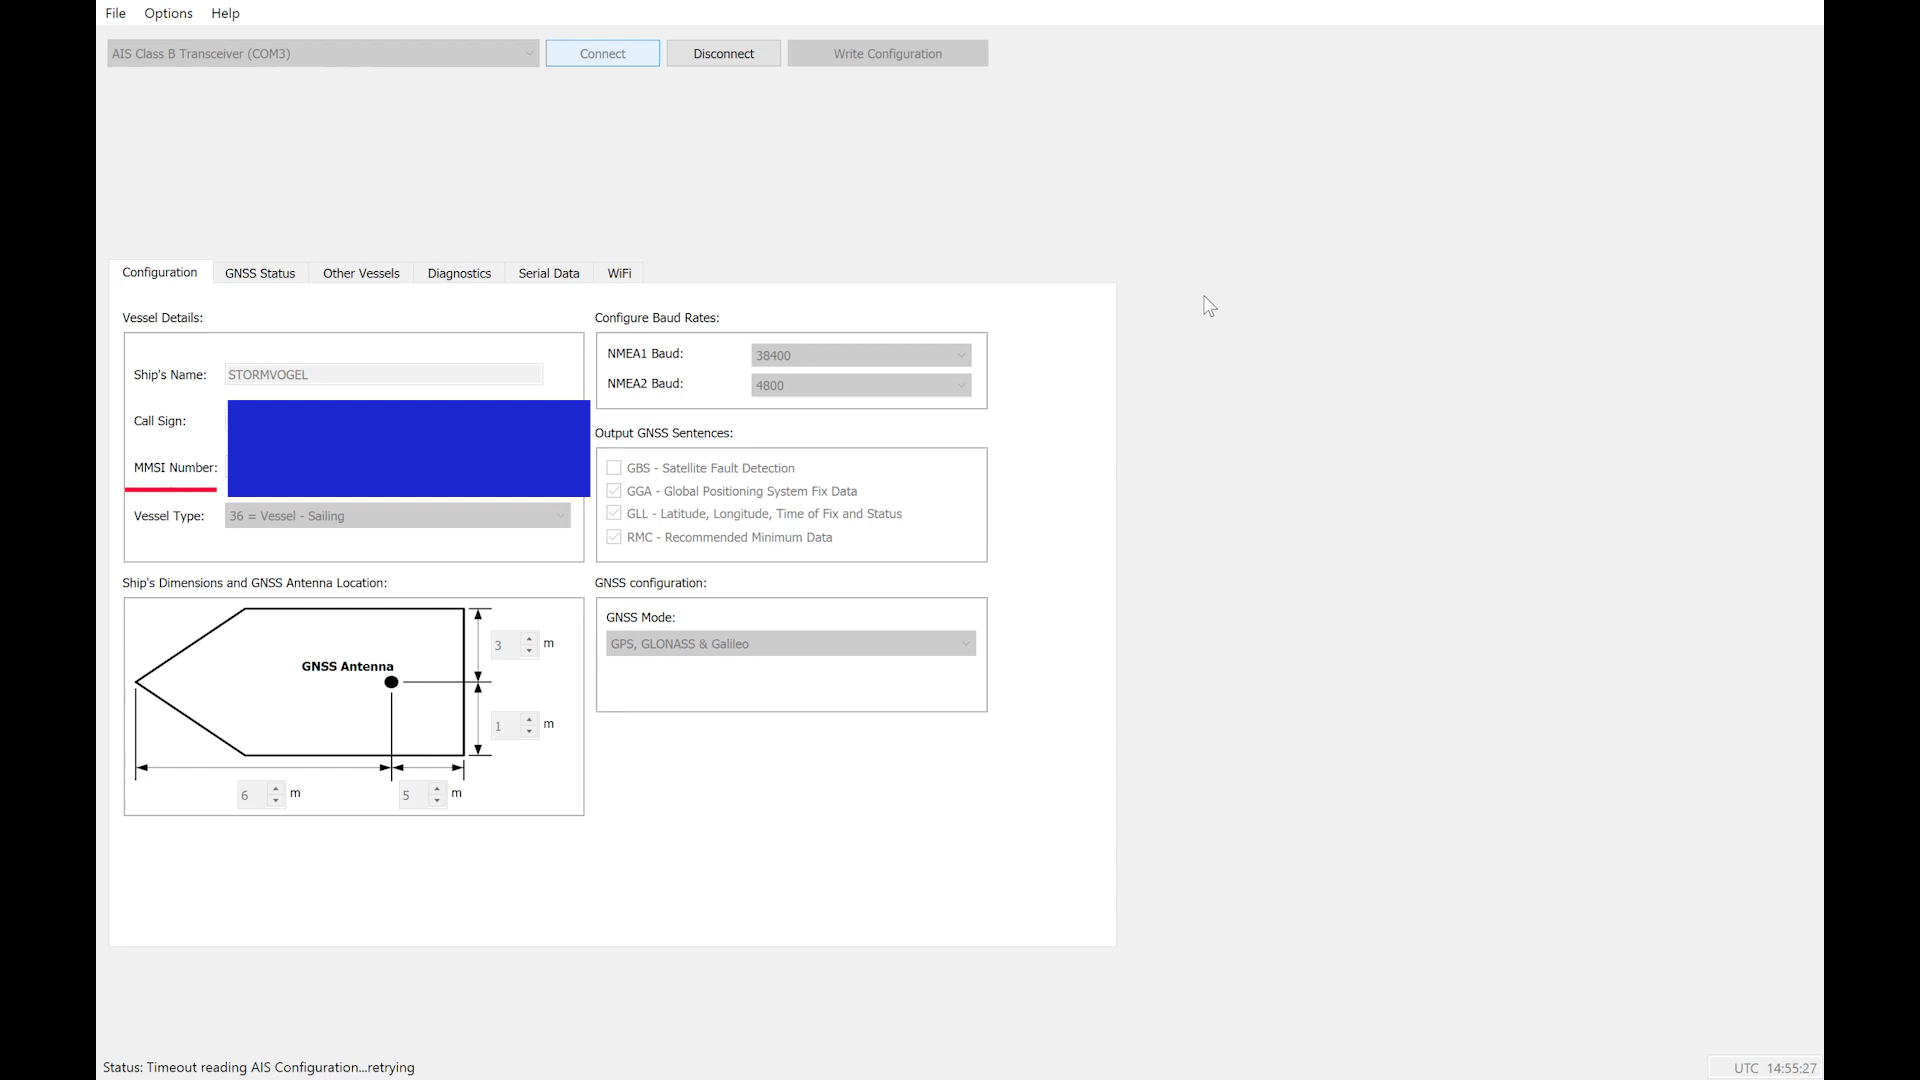 File Options Help
AIS Class B Transceiver (COM3) Connect Disconnect Write Configuration
Configuration GNSS Status Other Vessels Diagnostics Serial Data WiFi
Vessel Details:
Ship's Name: STORMVOGEL
Call Sign:
MMSI Number:
Vessel Type: 36 = Vessel - Sailing
Configure Baud Rates:
NMEA1 Baud: 38400
NMEA2 Baud: 4800
Output GNSS Sentences:
GBS - Satellite Fault Detection
GGA - Global Positioning System Fix Data
GLL - Latitude, Longitude, Time of Fix and Status
RMC - Recommended Minimum Data
Ship's Dimensions and GNSS Antenna Location:
3 m
GNSS Antenna
1 m
6 m 5 m
GNSS configuration:
GNSS Mode:
GPS, GLONASS & Galileo
Status: Timeout reading AIS Configuration...retrying
UTC 14:55:27